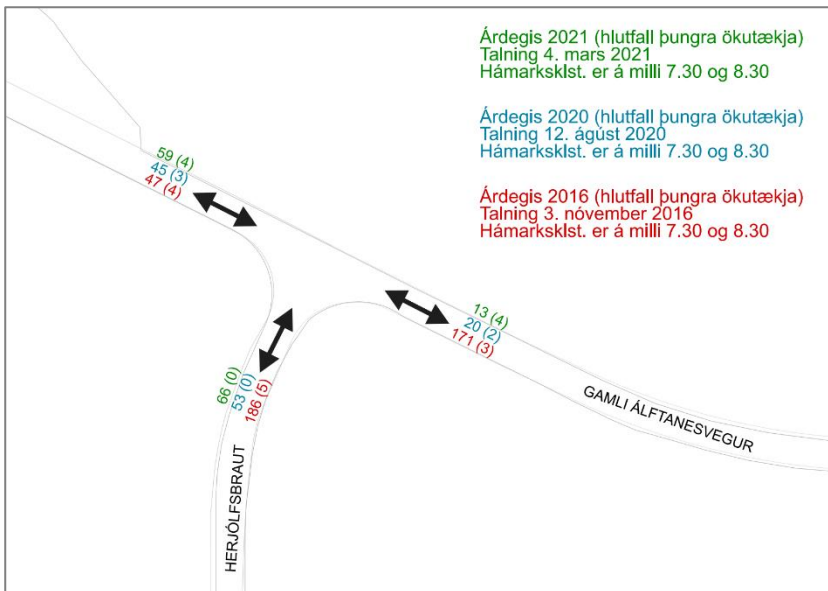 Árdegis 2021 (hlutfall þungra ökutækja)
Talning 4. mars 2021
Hámarksklst. er á milli 7.30 og 8.30
Árdegis 2020 (hlutfall þungra ökutækja)
Talning 12. ágúst 2020
Hámarksklst. er á milli 7.30 og 8.30
Árdegis 2016 (hlutfall þungra ökutækja)
Talning 3. nóvember 2016
Hámarksklst. er á milli 7.30 og 8.30
59 (4)
45 (3)
47 (4)
13 (4)
20 (2)
171 (3)
66 (0)
53 (0)
186 (5)
GAMLI ÁLFTANESVEGUR
HERJÓLFSBRAUT